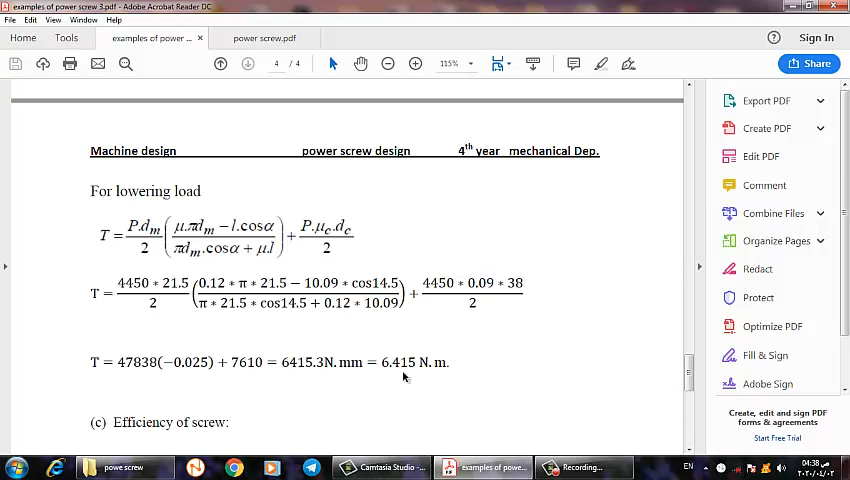 examples of power screw 3.pdf - Adobe Acrobat Reader DC
File Edit View Window Help
Home Tools examples of power ... × power screw.pdf Sign In
4 / 4 115% Share
Machine design power screw design 4th year mechanical Dep.
For lowering load
T = P.dm/2 (μ.πdm − l.cosα / πdm.cosα + μ.l) + P.μc.dc/2
T = 4450 * 21.5/2 (0.12 * π * 21.5 − 10.09 * cos14.5 / π * 21.5 * cos14.5 + 0.12 * 10.09) + 4450 * 0.09 * 38/2
T = 47838(−0.025) + 7610 = 6415.3N. mm = 6.415 N. m.
(c) Efficiency of screw:
Export PDF
Create PDF
Edit PDF
Comment
Combine Files
Organize Pages
Redact
Protect
Optimize PDF
Fill & Sign
Adobe Sign
Create, edit and sign PDF
forms & agreements
Start Free Trial
powe screw
Camtasia Studio - ...
examples of powe...
Recording...
EN
04:38 ص
٢٠٢٠/٠٤/٠٢